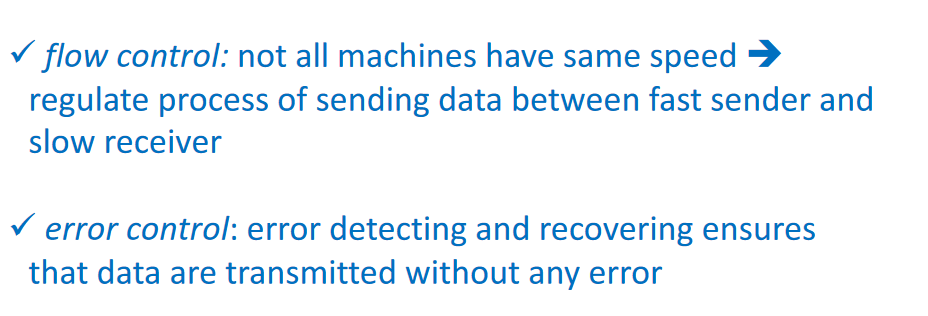 ✓ flow control: not all machines have same speed ➔
regulate process of sending data between fast sender and
slow receiver
✓ error control: error detecting and recovering ensures
that data are transmitted without any error